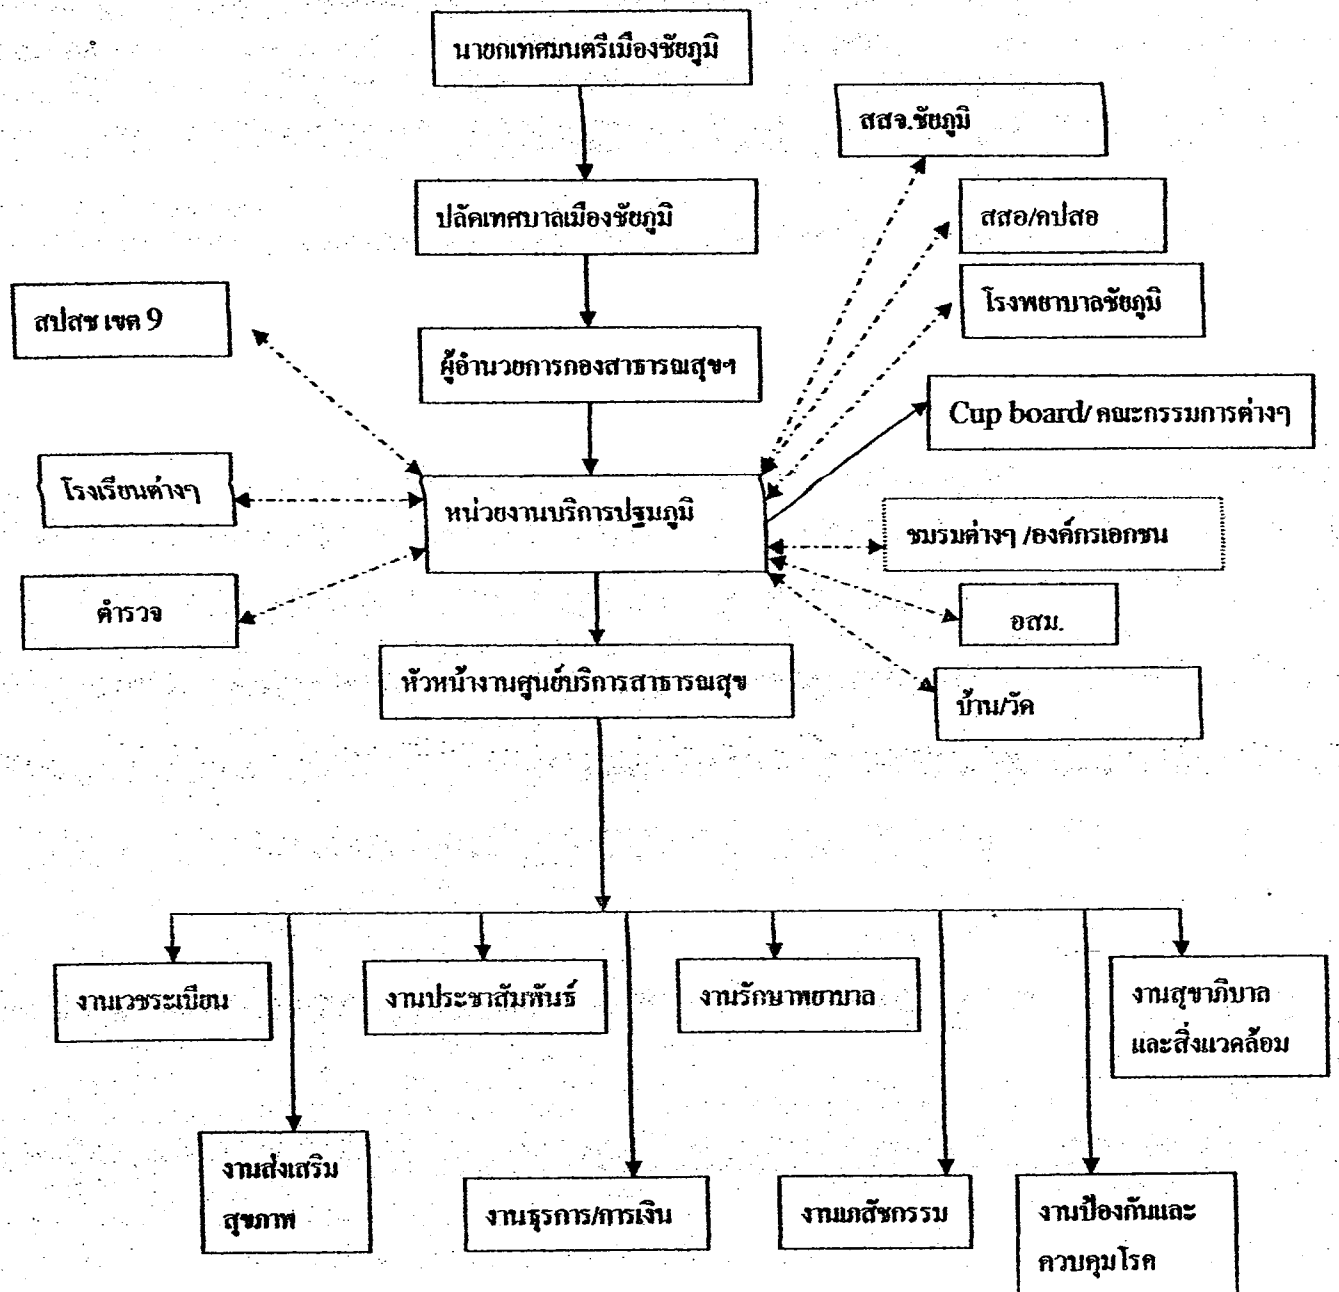 นายกเทศมนตรีเมืองชัยภูมิ
สสจ.ชัยภูมิ
ปลัดเทศบาลเมืองชัยภูมิ
สสอ/คปสอ
โรงพยาบาลชัยภูมิ
สปสช เขต 9
ผู้อำนวยการกองสาธารณสุขฯ
Cup board/ คณะกรรมการต่างๆ
โรงเรียนต่างๆ
หน่วยงานบริการปฐมภูมิ
ชมรมต่างๆ /องค์กรเอกชน
ตำรวจ
อสม.
หัวหน้างานศูนย์บริการสาธารณสุข
บ้าน/วัด
งานเวชระเบียน
งานประชาสัมพันธ์
งานรักษาพยาบาล
งานสุขาภิบาล
และสิ่งแวดล้อม
งานส่งเสริม
สุขภาพ
งานธุรการ/การเงิน
งานเภสัชกรรม
งานป้องกันและ
ควบคุมโรค